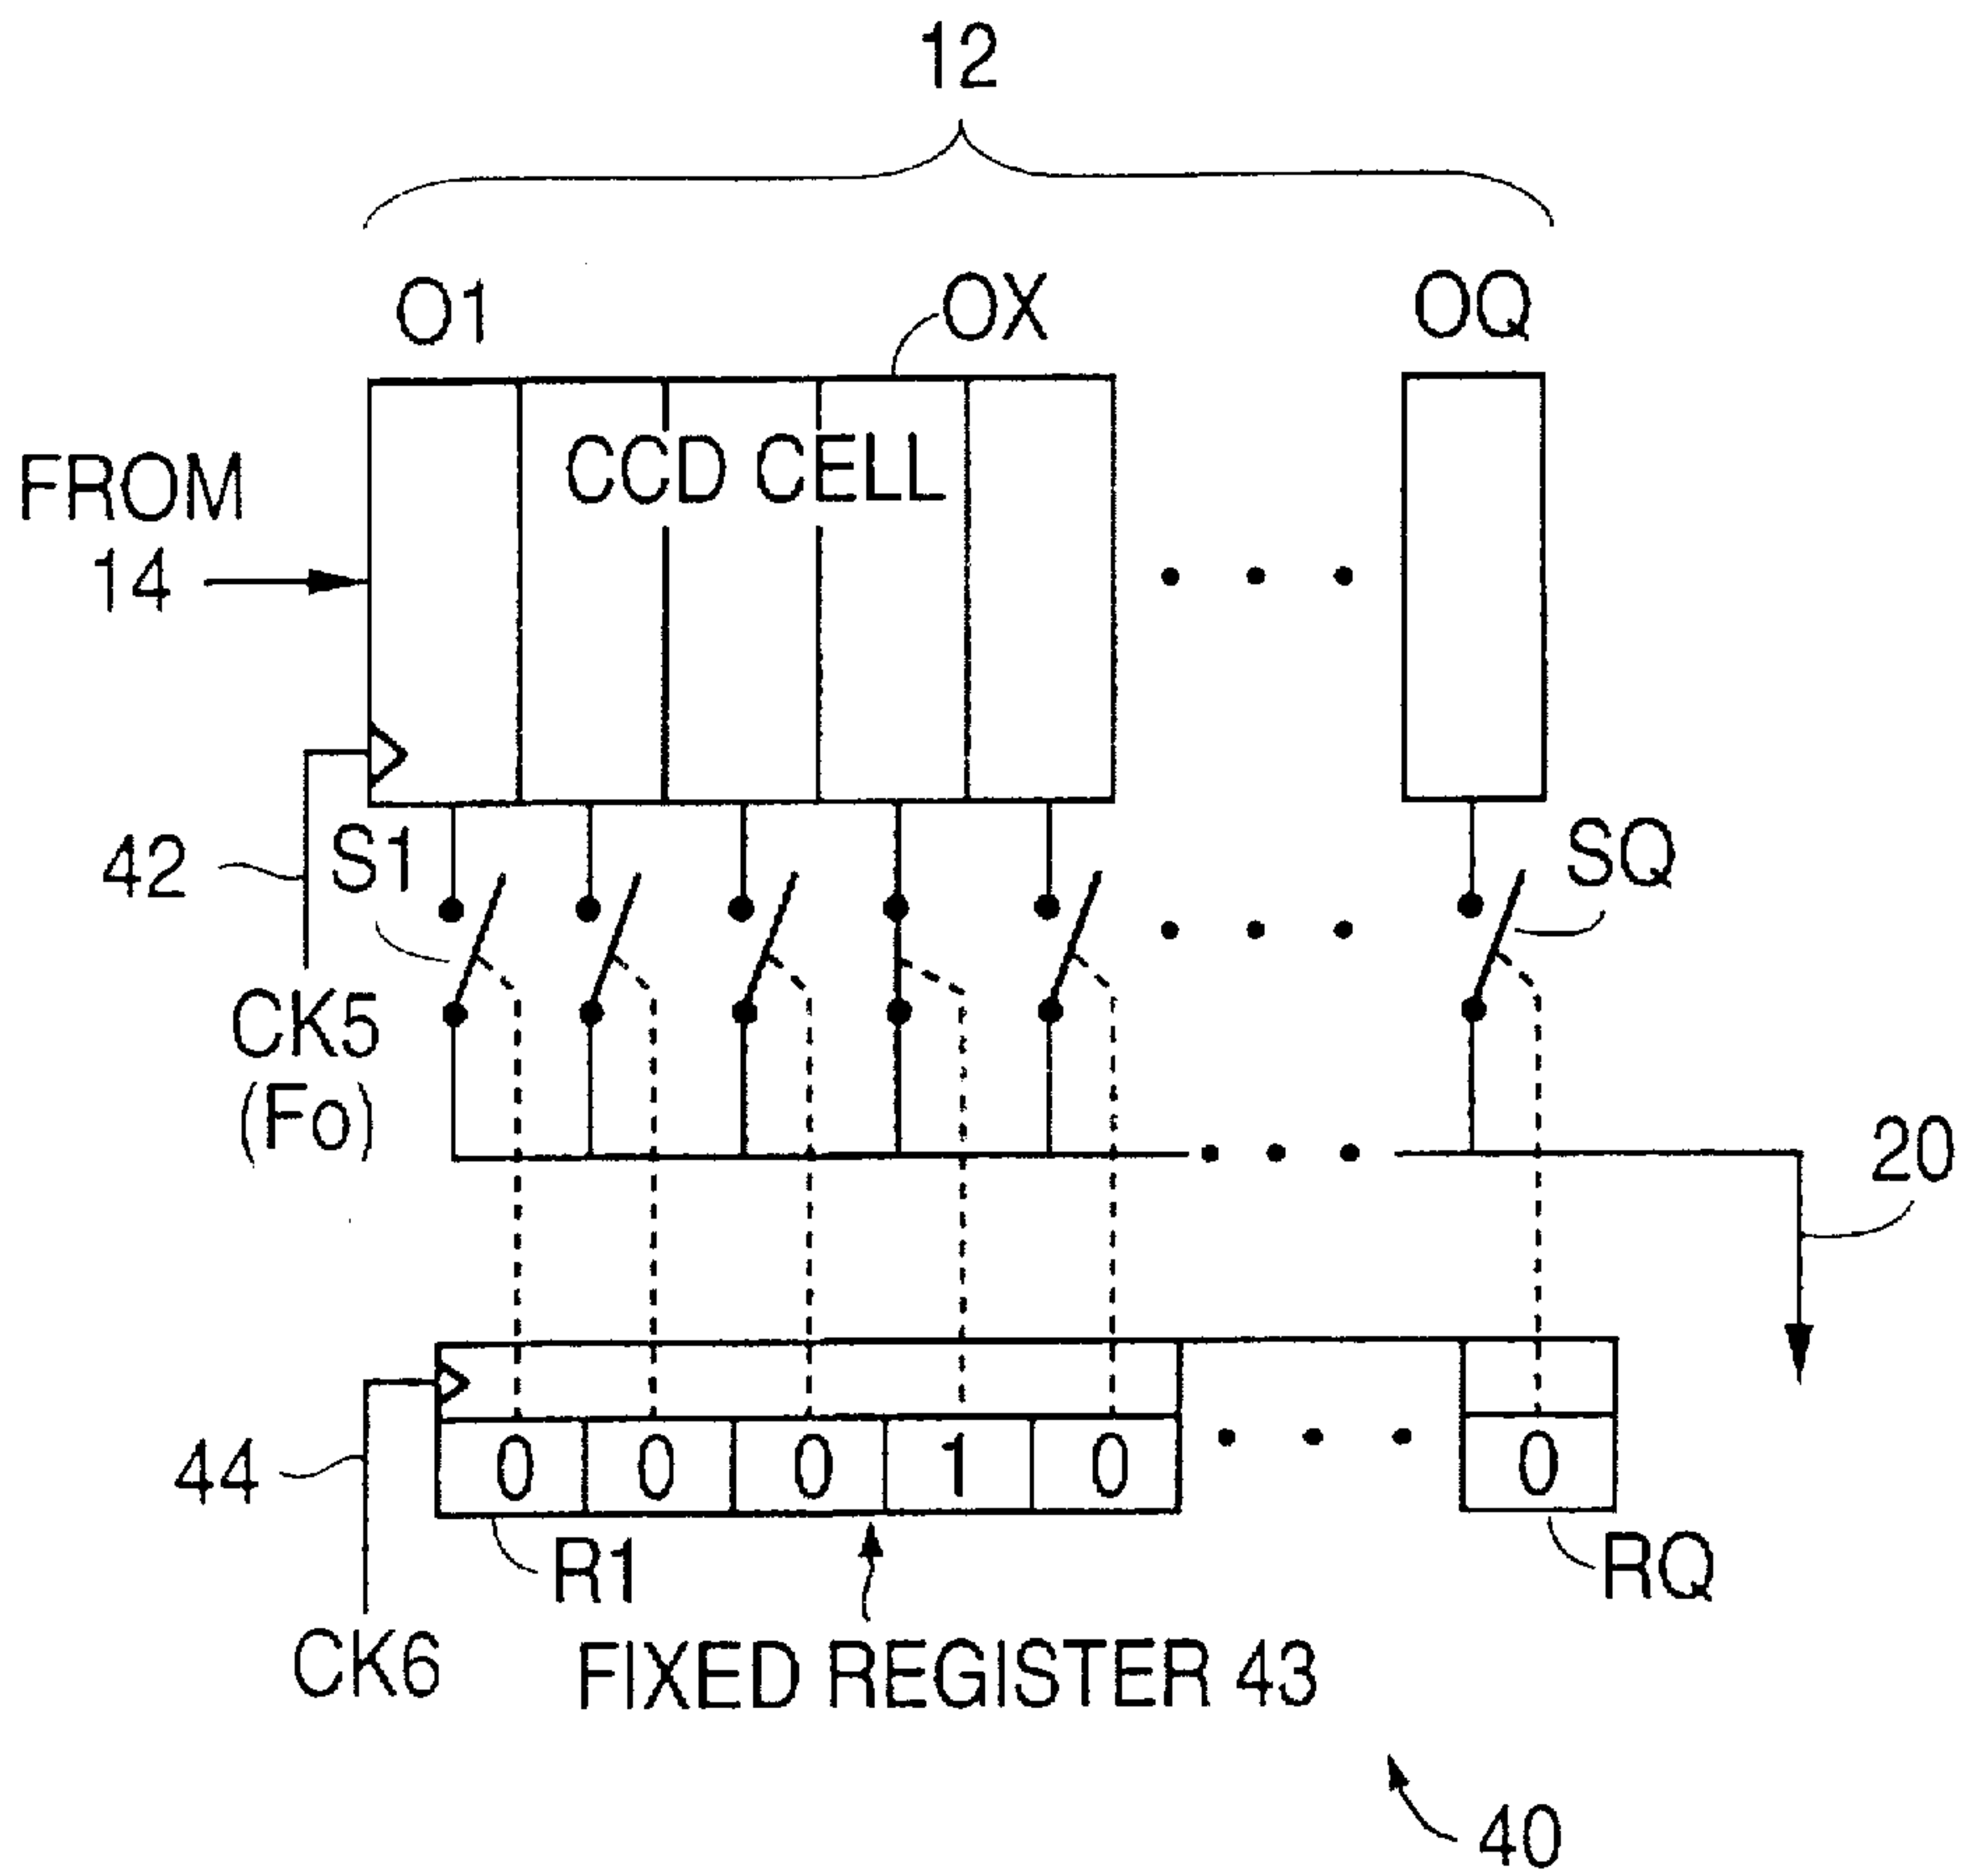 12
O1
OX
OQ
CCD CELL
FROM
14
42
S1
SQ
CK5
(Fo)
20
44
0 0 0 1 0 0
R1
RQ
CK6
FIXED REGISTER 43
40